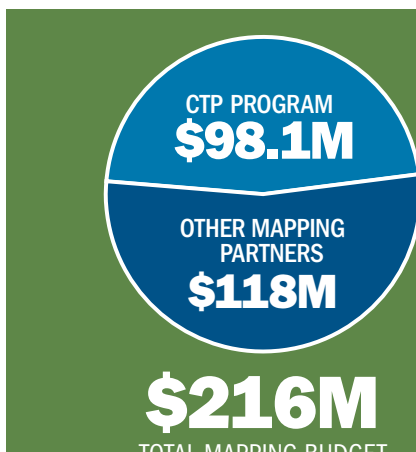 CTP PROGRAM
$98.1M
OTHER MAPPING
PARTNERS
$118M
$216M
TOTAL MAPPING BUDGET